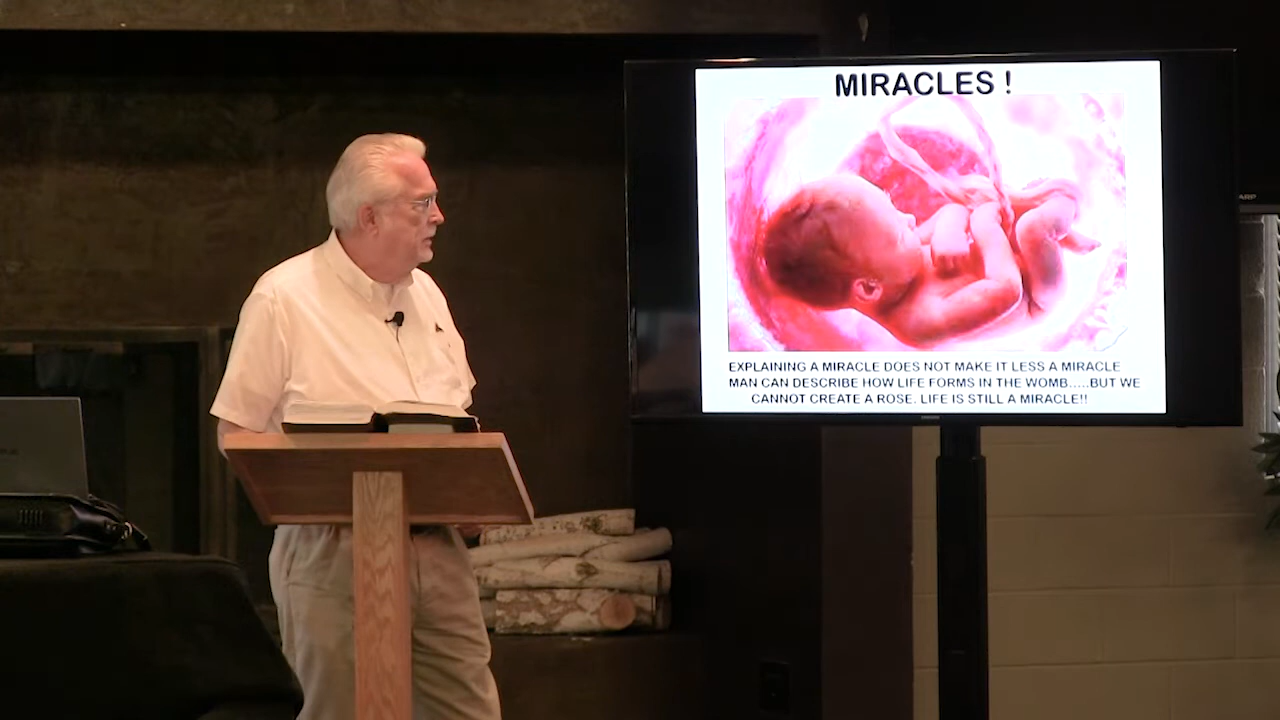 MIRACLES !
EXPLAINING A MIRACLE DOES NOT MAKE IT LESS A MIRACLE
MAN CAN DESCRIBE HOW LIFE FORMS IN THE WOMB.....BUT WE
CANNOT CREATE A ROSE. LIFE IS STILL A MIRACLE!!